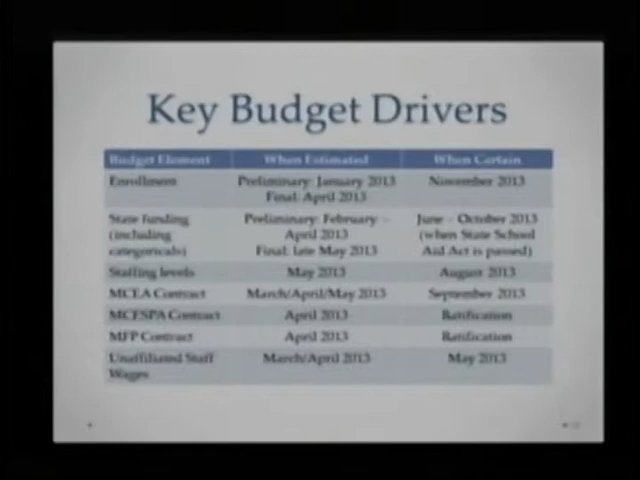 Key Budget Drivers
Budget Element When Estimated When Certain
Enrollment Preliminary: January 2013 November 2013
Final: April 2013
State funding Preliminary: February – June – October 2013
(including April 2013 (when State School
categoricals) Final: late May 2013 Aid Act is passed)
Staffing levels May 2013 August 2013
MCEA Contract March/April/May 2013 September 2013
MCESPA Contract April 2013 Ratification
MFP Contract April 2013 Ratification
Unaffiliated Staff March/April 2013 May 2013
Wages